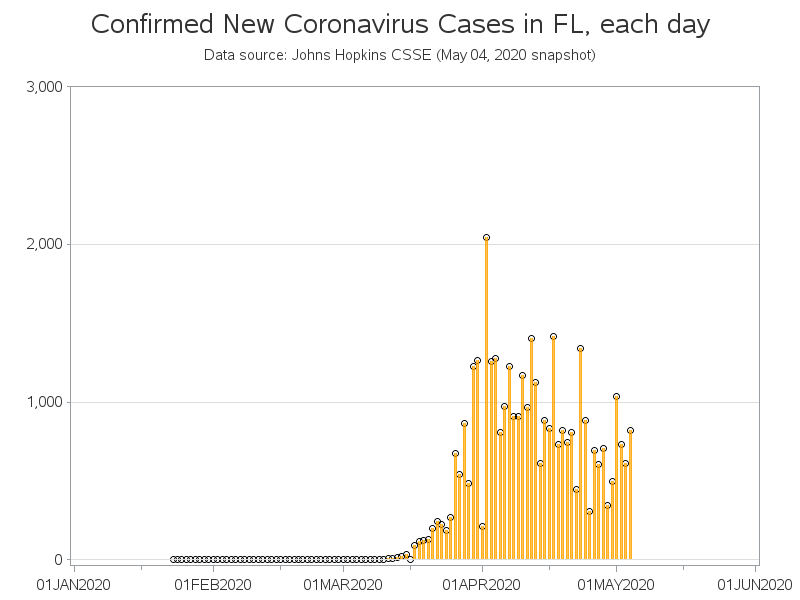 Confirmed New Coronavirus Cases in FL, each day
Data source: Johns Hopkins CSSE (May 04, 2020 snapshot)
3,000
2,000
1,000
0
01JAN2020 01FEB2020 01MAR2020 01APR2020 01MAY2020 01JUN2020